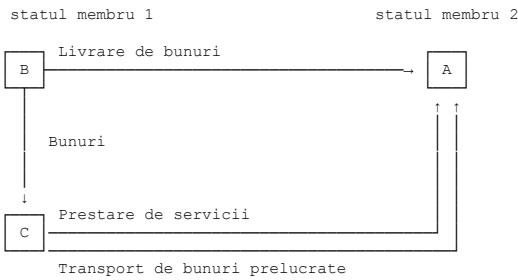 statul membru 1 statul membru 2
Livrare de bunuri
B A
Bunuri
Prestare de servicii
C
Transport de bunuri prelucrate